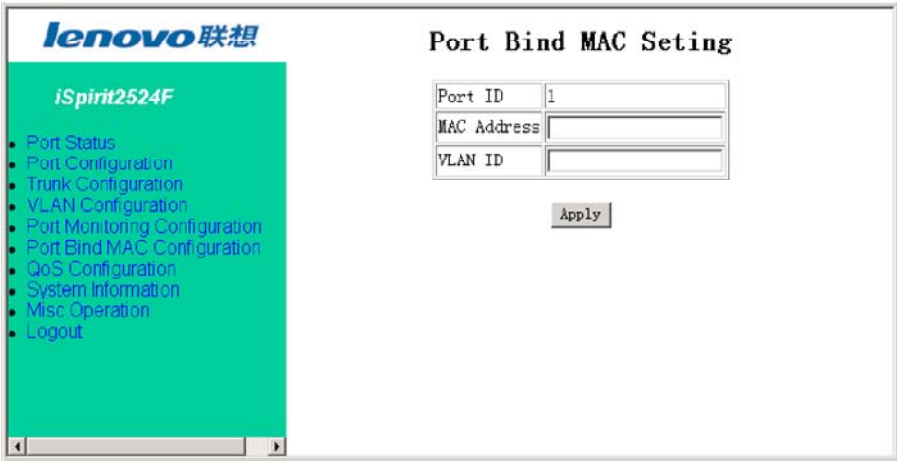 lenovo联想
iSpirit2524F
Port Status
Port Configuration
Trunk Configuration
VLAN Configuration
Port Monitoring Configuration
Port Bind MAC Configuration
QoS Configuration
System Information
Misc Operation
Logout
Port Bind MAC Seting
Port ID 1
MAC Address
VLAN ID
Apply